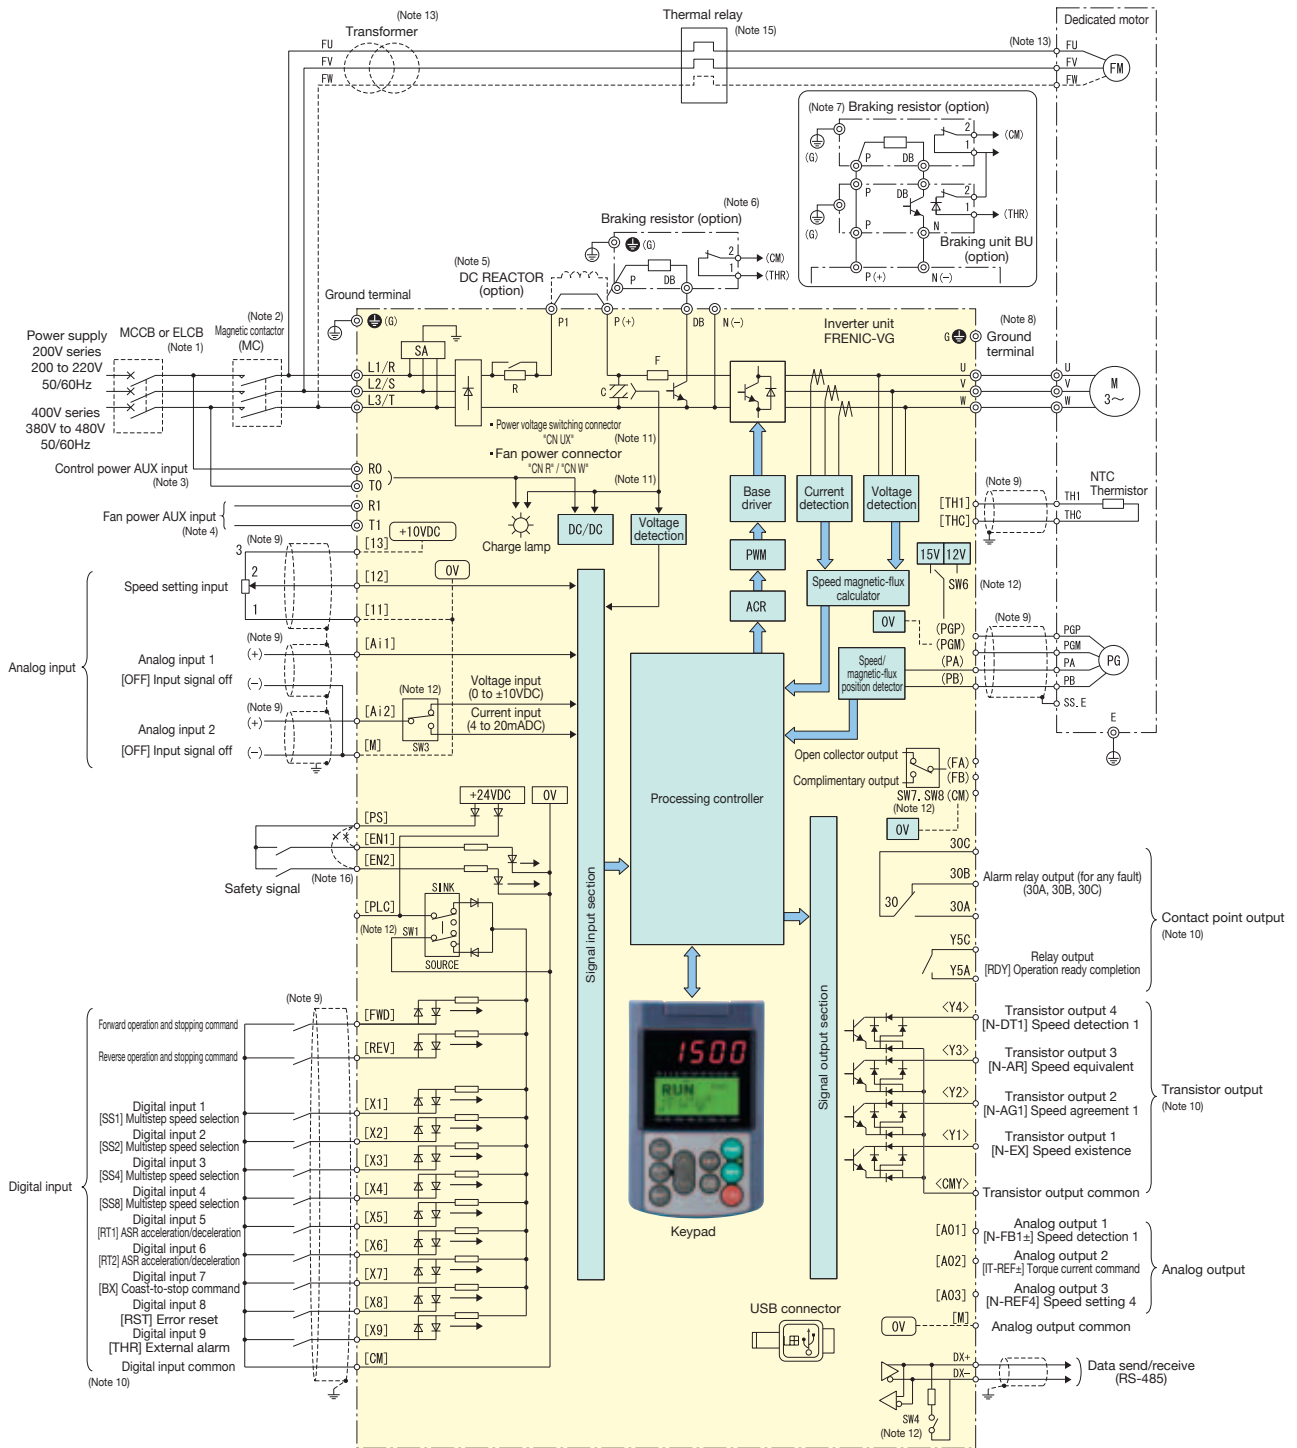 (Note 13)
Transformer
FU
FV
FW
Thermal relay
(Note 15)
Dedicated motor
(Note 13)
FU
FV
FW
FM
(Note 7) Braking resistor (option)
(G)
P
DB
2
1
(CM)
(G)
P
DB
P
N
2
1
(THR)
Braking unit BU
(option)
P(+)
N(-)
(Note 6)
Braking resistor (option)
(G)
P
DB
2
1
(CM)
(THR)
(Note 5)
DC REACTOR
(option)
Ground terminal
(G)
P1
P(+)
DB
N(-)
Inverter unit
FRENIC-VG
G
(Note 8)
Ground
terminal
Power supply
200V series
200 to 220V
50/60Hz
400V series
380V to 480V
50/60Hz
MCCB or ELCB
(Note 1)
(Note 2)
Magnetic contactor
(MC)
L1/R
L2/S
L3/T
SA
R
C
F
U
V
W
U
V
W
M
3~
▪ Power voltage switching connector
"CN UX"
(Note 11)
▪ Fan power connector
"CN R" / "CN W"
(Note 11)
Control power AUX input
(Note 3)
R0
T0
Fan power AUX input
(Note 4)
R1
T1
Charge lamp
DC/DC
Voltage
detection
Base
driver
PWM
ACR
Current
detection
Voltage
detection
Speed magnetic-flux
calculator
[TH1]
[THC]
(Note 9)
TH1
THC
NTC
Thermistor
15V
12V
SW6
(Note 12)
0V
(PGP)
(PGM)
(PA)
(PB)
(Note 9)
PGP
PGM
PA
PB
SS.E
PG
E
Speed/
magnetic-flux
position detector
Analog input
Speed setting input
(Note 9)
3
2
1
[13]
+10VDC
[12]
0V
[11]
(Note 9)
Analog input 1
[OFF] Input signal off
(+)
(-)
[Ai1]
(Note 9)
Analog input 2
[OFF] Input signal off
(+)
(-)
[Ai2]
[M]
(Note 12)
SW3
Voltage input
(0 to ±10VDC)
Current input
(4 to 20mADC)
Open collector output
Complimentary output
(FA)
(FB)
SW7, SW8
(CM)
(Note 12)
0V
Processing controller
Signal input section
Signal output section
Safety signal
(Note 16)
[PS]
[EN1]
[EN2]
+24VDC
0V
[PLC]
(Note 12)
SW1
SINK
SOURCE
30C
30B
30A
30
Alarm relay output (for any fault)
(30A, 30B, 30C)
Y5C
Y5A
Relay output
[RDY] Operation ready completion
Contact point output
(Note 10)
Digital input
(Note 9)
Forward operation and stopping command
[FWD]
Reverse operation and stopping command
[REV]
Digital input 1
[SS1] Multistep speed selection
[X1]
Digital input 2
[SS2] Multistep speed selection
[X2]
Digital input 3
[SS4] Multistep speed selection
[X3]
Digital input 4
[SS8] Multistep speed selection
[X4]
Digital input 5
[RT1] ASR acceleration/deceleration
[X5]
Digital input 6
[RT2] ASR acceleration/deceleration
[X6]
Digital input 7
[BX] Coast-to-stop command
[X7]
Digital input 8
[RST] Error reset
[X8]
Digital input 9
[THR] External alarm
[X9]
Digital input common
[CM]
(Note 10)
1500
RUN
Keypad
USB connector
<Y4>
Transistor output 4
[N-DT1] Speed detection 1
<Y3>
Transistor output 3
[N-AR] Speed equivalent
<Y2>
Transistor output 2
[N-AG1] Speed agreement 1
<Y1>
Transistor output 1
[N-EX] Speed existence
<CMY>
Transistor output common
Transistor output
(Note 10)
[AO1]
Analog output 1
[N-FB1±] Speed detection 1
[AO2]
Analog output 2
[IT-REF±] Torque current command
[AO3]
Analog output 3
[N-REF4] Speed setting 4
0V
[M]
Analog output common
Analog output
DX+
DX-
SW4
(Note 12)
Data send/receive
(RS-485)